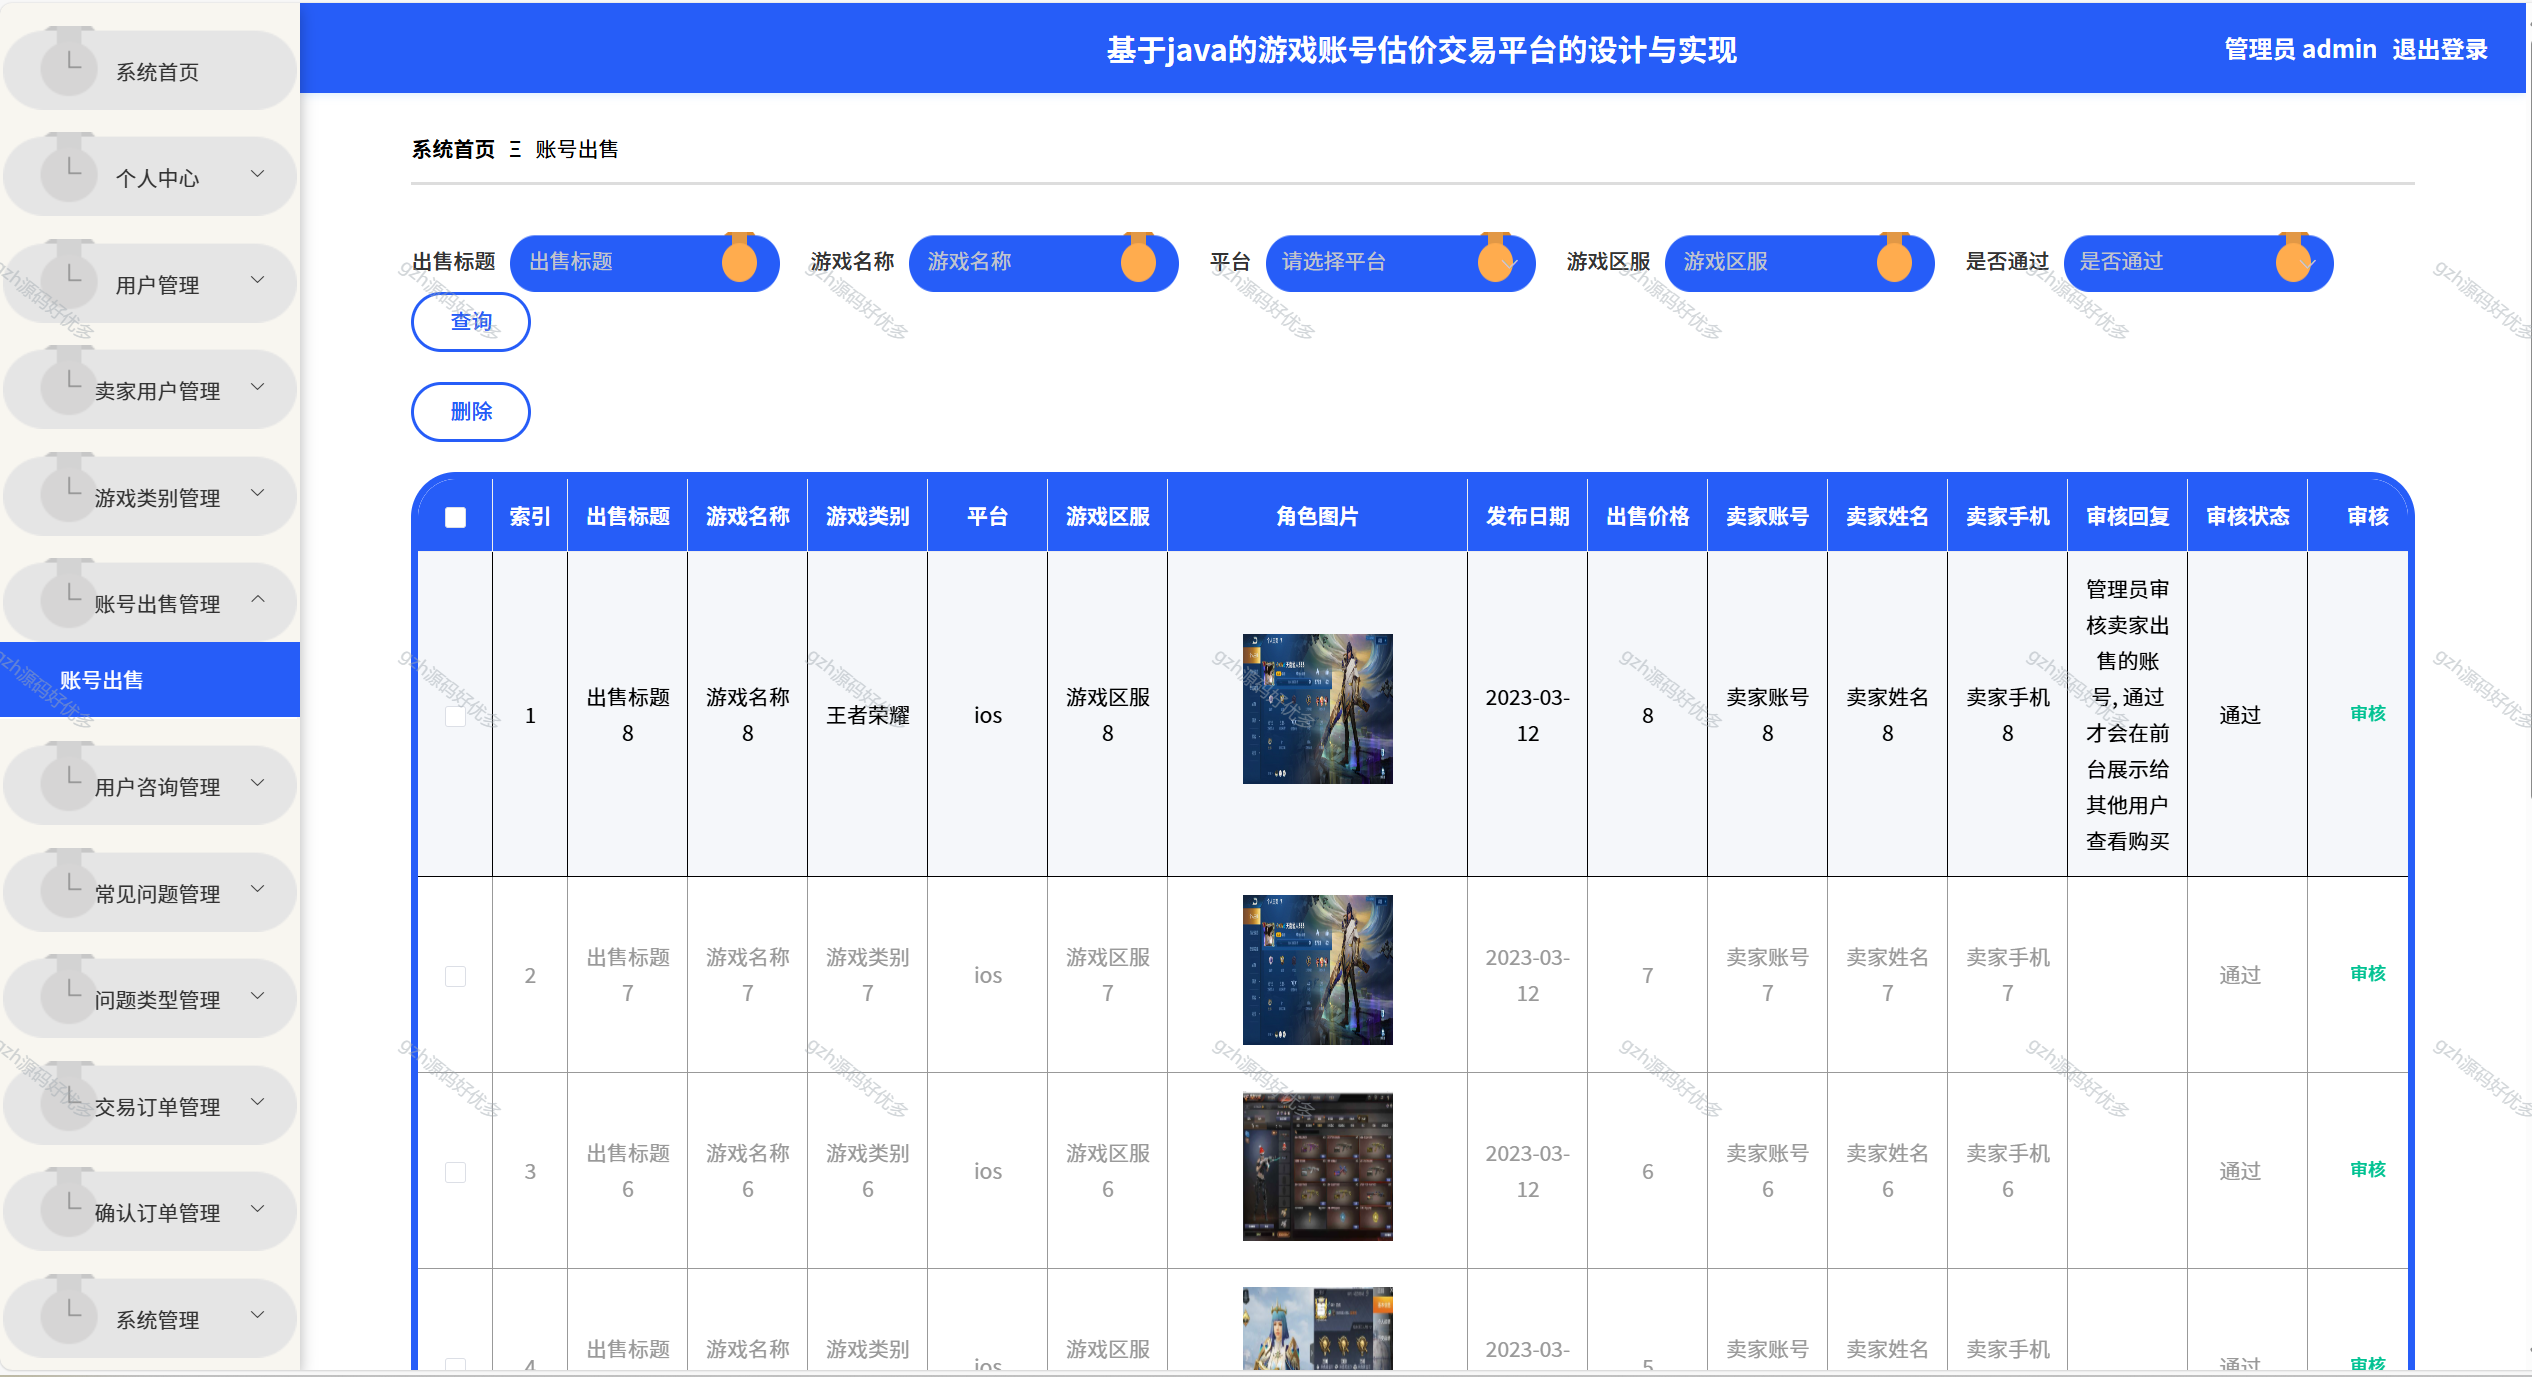 基于java的游戏账号估价交易平台的设计与实现
管理员 admin 退出登录
系统首页
个人中心
用户管理
卖家用户管理
游戏类别管理
账号出售管理
账号出售
用户咨询管理
常见问题管理
问题类型管理
交易订单管理
确认订单管理
系统管理
系统首页 Ξ 账号出售
出售标题 出售标题 游戏名称 游戏名称 平台 请选择平台 游戏区服 游戏区服 是否通过 是否通过
查询
删除
索引 出售标题 游戏名称 游戏类别 平台 游戏区服 角色图片 发布日期 出售价格 卖家账号 卖家姓名 卖家手机 审核回复 审核状态 审核
1 出售标题8 游戏名称8 王者荣耀 ios 游戏区服8 2023-03-12 8 卖家账号8 卖家姓名8 卖家手机8 管理员审核卖家出售的账号, 通过才会在前台展示给其他用户查看购买 通过 审核
2 出售标题7 游戏名称7 游戏类别7 ios 游戏区服7 2023-03-12 7 卖家账号7 卖家姓名7 卖家手机7 通过 审核
3 出售标题6 游戏名称6 游戏类别6 ios 游戏区服6 2023-03-12 6 卖家账号6 卖家姓名6 卖家手机6 通过 审核
4 出售标题 游戏名称 游戏类别 ios 游戏区服 2023-03- 5 卖家账号 卖家姓名 卖家手机 通过 审核
gzh源码好优多